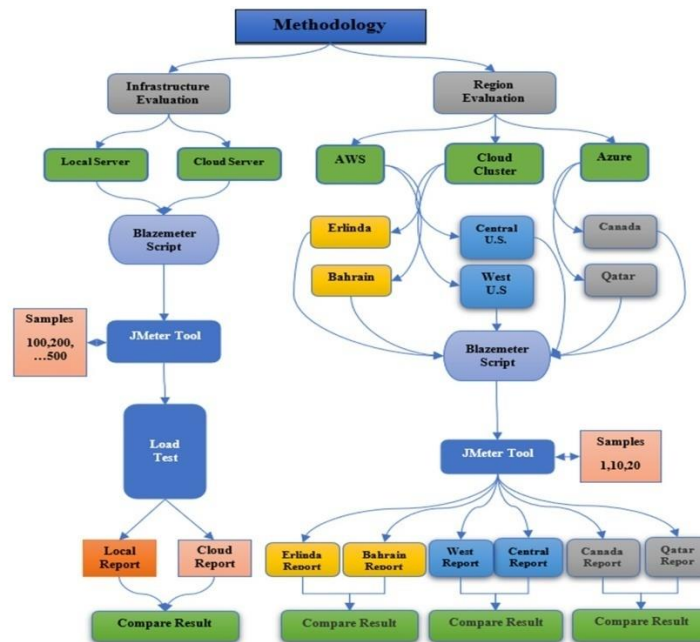 Methodology
Infrastructure
Evaluation
Region
Evaluation
Local Server
Cloud Server
AWS
Cloud
Cluster
Azure
Erlinda
Central
U.S.
Canada
Bahrain
West
U.S
Qatar
Blazemeter
Script
Samples
100,200,
...500
JMeter Tool
Blazemeter
Script
Load
Test
JMeter Tool
Samples
1,10,20
Local
Report
Cloud Report
Erlinda
Report
Bahrain
Report
West
Report
Central
Report
Canada
Report
Qatar
Repor
Compare Result
Compare Result
Compare Result
Compare Result